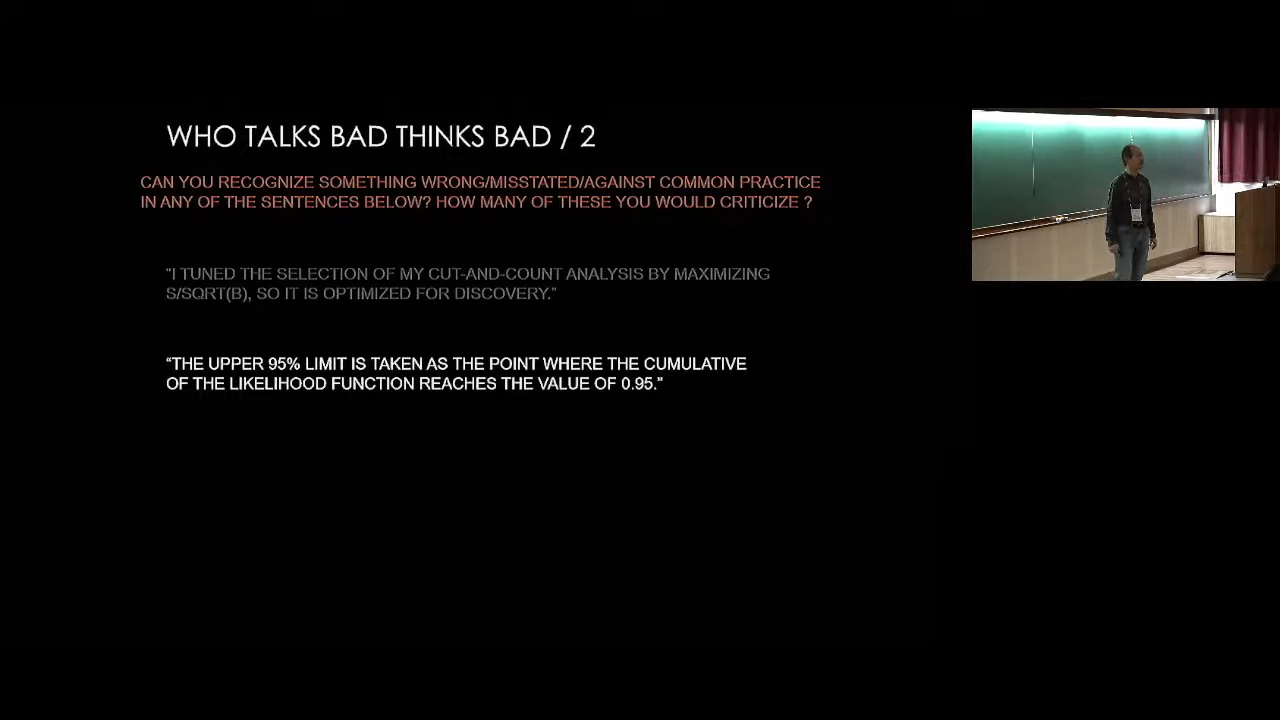 WHO TALKS BAD THINKS BAD / 2
CAN YOU RECOGNIZE SOMETHING WRONG/MISSTATED/AGAINST COMMON PRACTICE
IN ANY OF THE SENTENCES BELOW? HOW MANY OF THESE YOU WOULD CRITICIZE ?
“I TUNED THE SELECTION OF MY CUT-AND-COUNT ANALYSIS BY MAXIMIZING
S/SQRT(B), SO IT IS OPTIMIZED FOR DISCOVERY.”
“THE UPPER 95% LIMIT IS TAKEN AS THE POINT WHERE THE CUMULATIVE
OF THE LIKELIHOOD FUNCTION REACHES THE VALUE OF 0.95.”